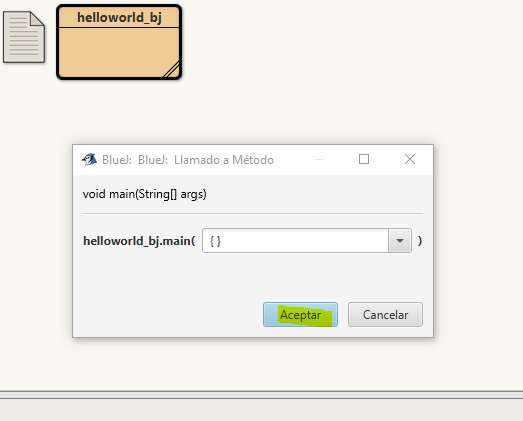 helloworld_bj
BlueJ: BlueJ: Llamado a Método
void main(String[] args)
helloworld_bj.main( { } )
Aceptar Cancelar